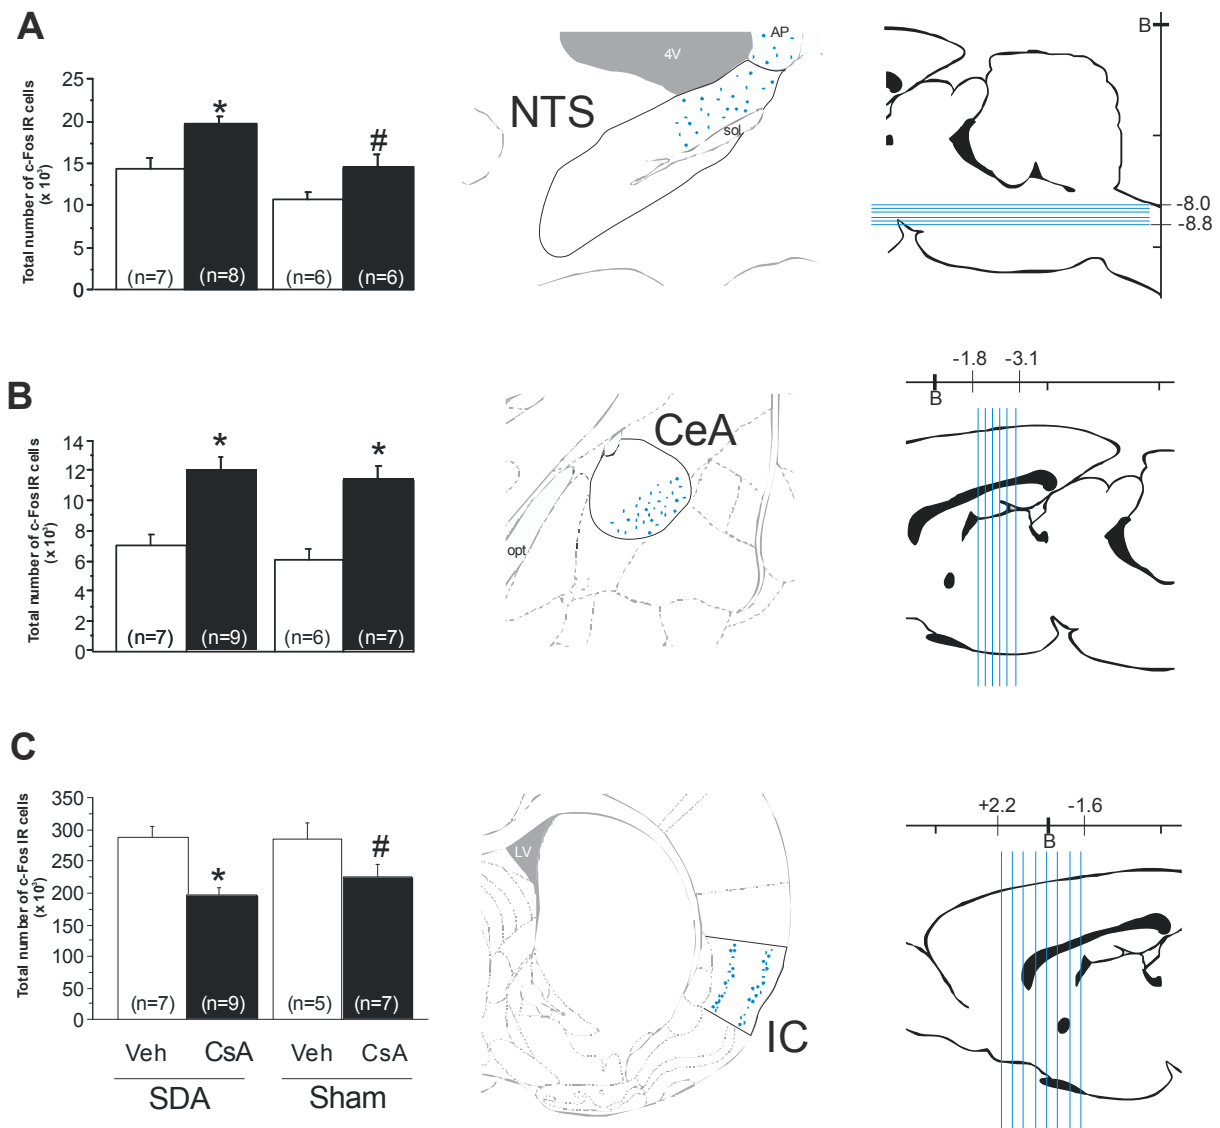 A
Total number of c-Fos IR cells
(x 10³)
25
20
15
10
5
0
*
#
(n=7)
(n=8)
(n=6)
(n=6)
4V
AP
NTS
sol
B
-8.0
-8.8
B
Total number of c-Fos IR cells
(x 10³)
14
12
10
8
6
4
2
0
*
*
(n=7)
(n=9)
(n=6)
(n=7)
CeA
opt
-1.8
-3.1
B
C
Total number of c-Fos IR cells
(x 10³)
350
300
250
200
150
100
50
0
*
#
(n=7)
(n=9)
(n=5)
(n=7)
Veh
CsA
Veh
CsA
SDA
Sham
LV
IC
+2.2
-1.6
B